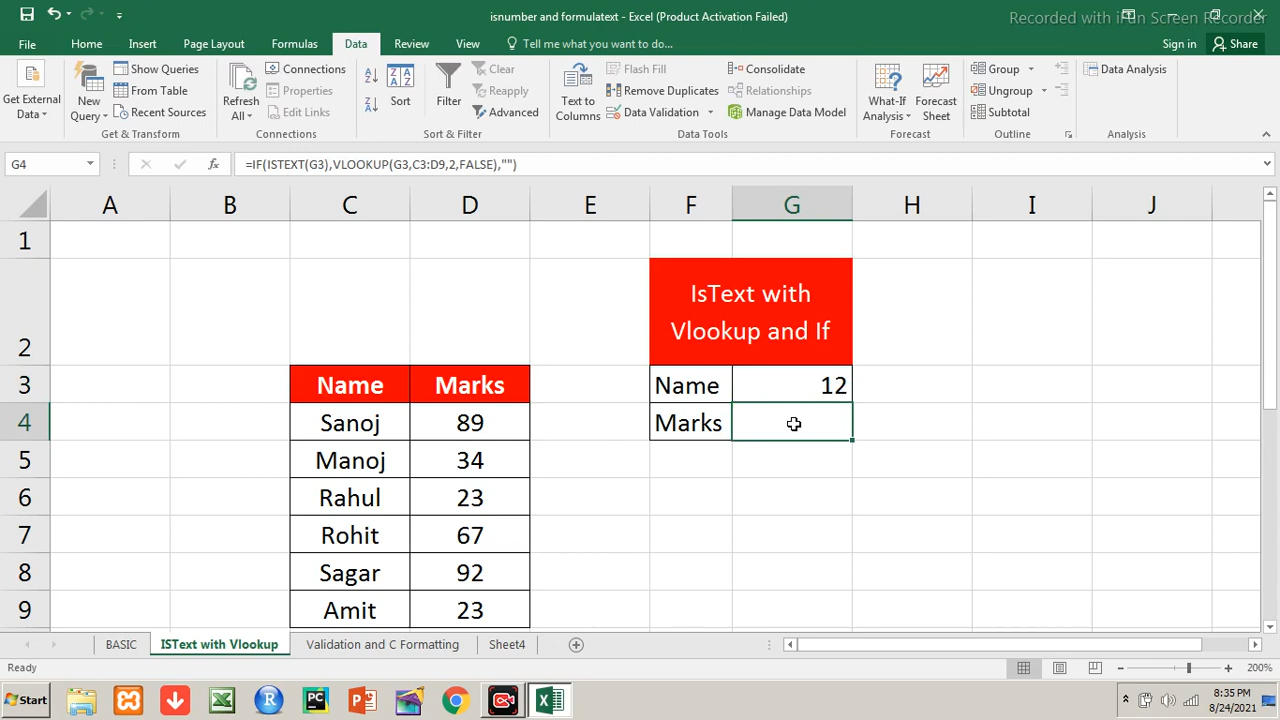 isnumber and formulatext - Excel (Product Activation Failed)
File Home Insert Page Layout Formulas Data Review View Tell me what you want to do... Sign in Share
Get External Data
New Query
Show Queries
From Table
Recent Sources
Get & Transform
Refresh All
Connections
Properties
Edit Links
Connections
Sort
Filter
Clear
Reapply
Advanced
Sort & Filter
Text to Columns
Flash Fill
Remove Duplicates
Data Validation
Consolidate
Relationships
Manage Data Model
Data Tools
What-If Analysis
Forecast Sheet
Forecast
Group
Ungroup
Subtotal
Outline
Data Analysis
Analysis
G4 fx =IF(ISTEXT(G3),VLOOKUP(G3,C3:D9,2,FALSE),"")
A B C D E F G H I J
1
2 IsText with
Vlookup and If
3 Name Marks Name 12
4 Sanoj 89 Marks
5 Manoj 34
6 Rahul 23
7 Rohit 67
8 Sagar 92
9 Amit 23
BASIC ISText with Vlookup Validation and C Formatting Sheet4
Ready 200%
Start 8:35 PM
8/24/2021